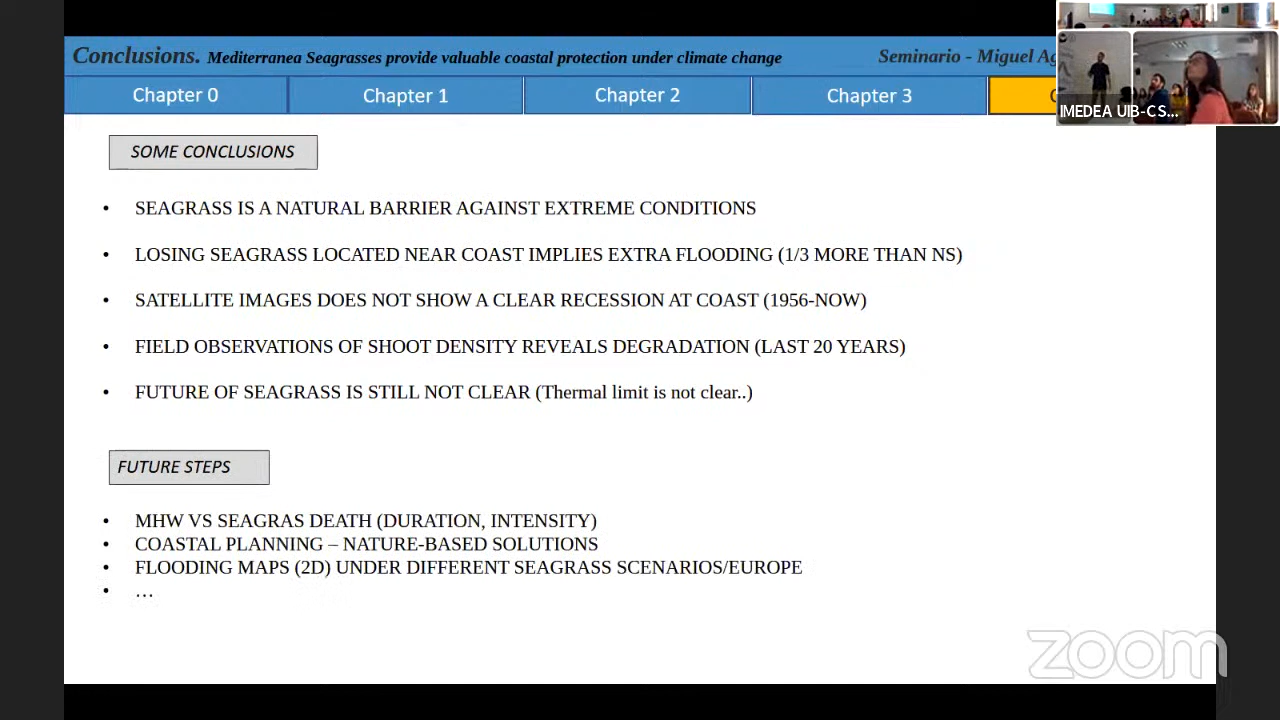 Conclusions. Mediterranea Seagrasses provide valuable coastal protection under climate change
Seminario - Miguel
Chapter 0
Chapter 1
Chapter 2
Chapter 3
IMEDEA UIB-CS...
SOME CONCLUSIONS
• SEAGRASS IS A NATURAL BARRIER AGAINST EXTREME CONDITIONS
• LOSING SEAGRASS LOCATED NEAR COAST IMPLIES EXTRA FLOODING (1/3 MORE THAN NS)
• SATELLITE IMAGES DOES NOT SHOW A CLEAR RECESSION AT COAST (1956-NOW)
• FIELD OBSERVATIONS OF SHOOT DENSITY REVEALS DEGRADATION (LAST 20 YEARS)
• FUTURE OF SEAGRASS IS STILL NOT CLEAR (Thermal limit is not clear..)
FUTURE STEPS
• MHW VS SEAGRAS DEATH (DURATION, INTENSITY)
• COASTAL PLANNING – NATURE-BASED SOLUTIONS
• FLOODING MAPS (2D) UNDER DIFFERENT SEAGRASS SCENARIOS/EUROPE
• …
zoom